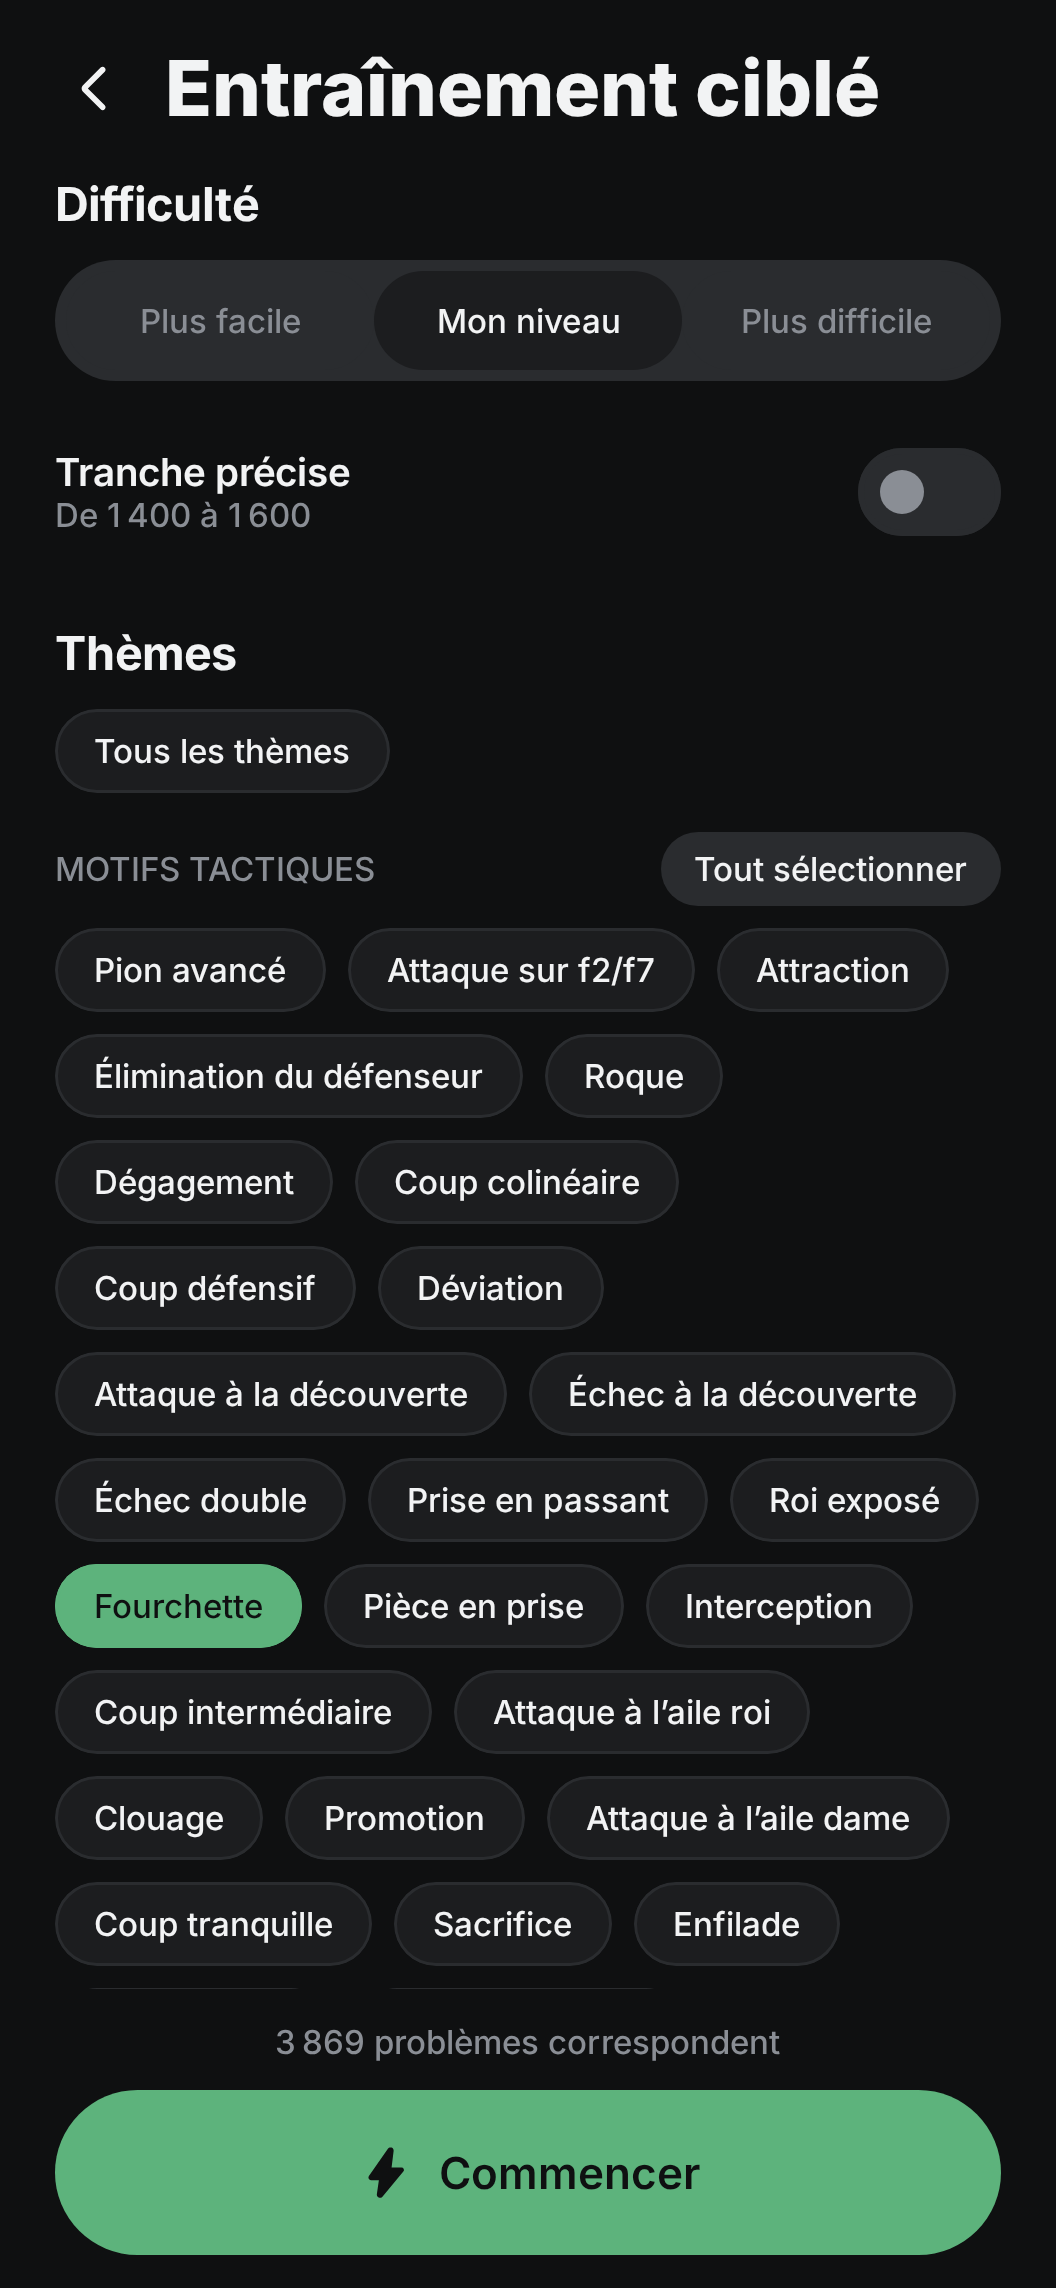 Entraînement ciblé
Difficulté
Plus facile Mon niveau Plus difficile
Tranche précise
De 1 400 à 1 600
Thèmes
Tous les thèmes
MOTIFS TACTIQUES Tout sélectionner
Pion avancé Attaque sur f2/f7 Attraction
Élimination du défenseur Roque
Dégagement Coup colinéaire
Coup défensif Déviation
Attaque à la découverte Échec à la découverte
Échec double Prise en passant Roi exposé
Fourchette Pièce en prise Interception
Coup intermédiaire Attaque à l’aile roi
Clouage Promotion Attaque à l’aile dame
Coup tranquille Sacrifice Enfilade
3 869 problèmes correspondent
Commencer